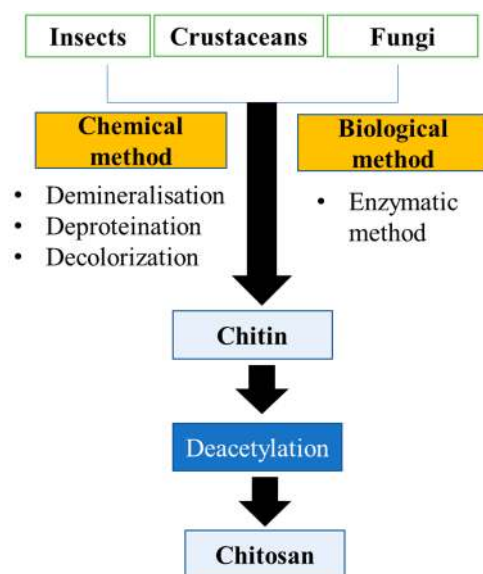 Insects
Crustaceans
Fungi
Chemical
method
• Demineralisation
• Deproteination
• Decolorization
Biological
method
• Enzymatic
method
Chitin
Deacetylation
Chitosan